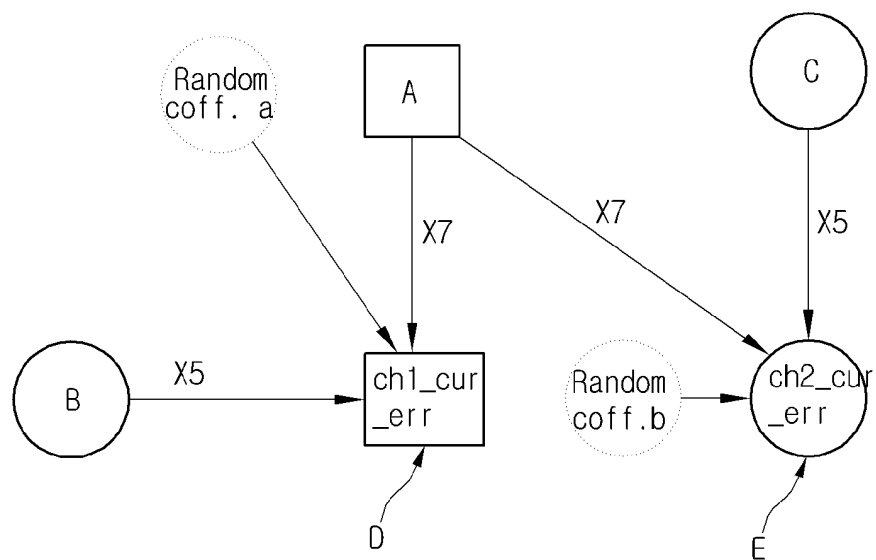 Random
coff. a
A
C
X7
X7
X5
B
X5
ch1_cur
_err
Random
coff.b
ch2_cur
_err
D
E